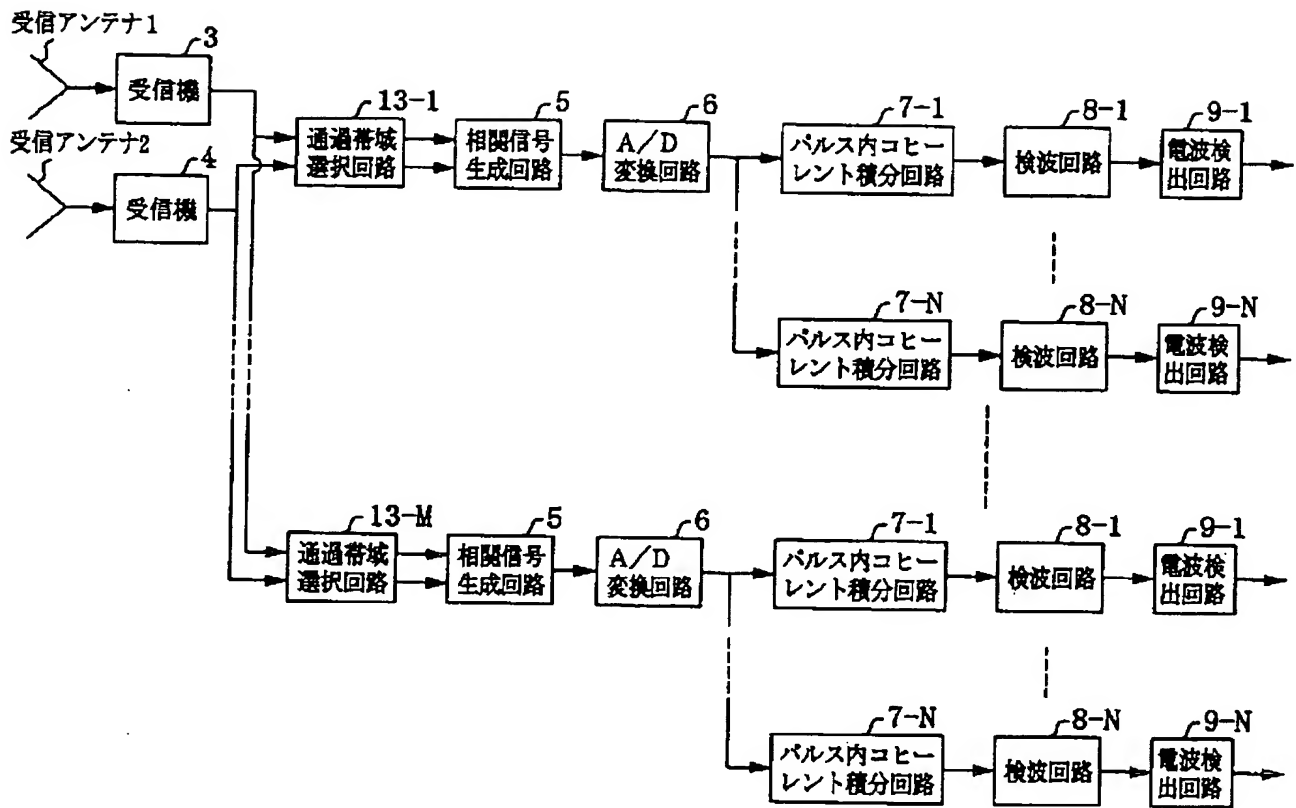 受信アンテナ1
3
受信機
受信アンテナ2
4
受信機
13-1
通過帯域
選択回路
5
相関信号
生成回路
6
A/D
変換回路
7-1
パルス内コヒー
レント積分回路
8-1
検波回路
9-1
電波検
出回路
7-N
パルス内コヒー
レント積分回路
8-N
検波回路
9-N
電波検
出回路
13-M
通過帯域
選択回路
5
相関信号
生成回路
6
A/D
変換回路
7-1
パルス内コヒー
レント積分回路
8-1
検波回路
9-1
電波検
出回路
7-N
パルス内コヒー
レント積分回路
8-N
検波回路
9-N
電波検
出回路